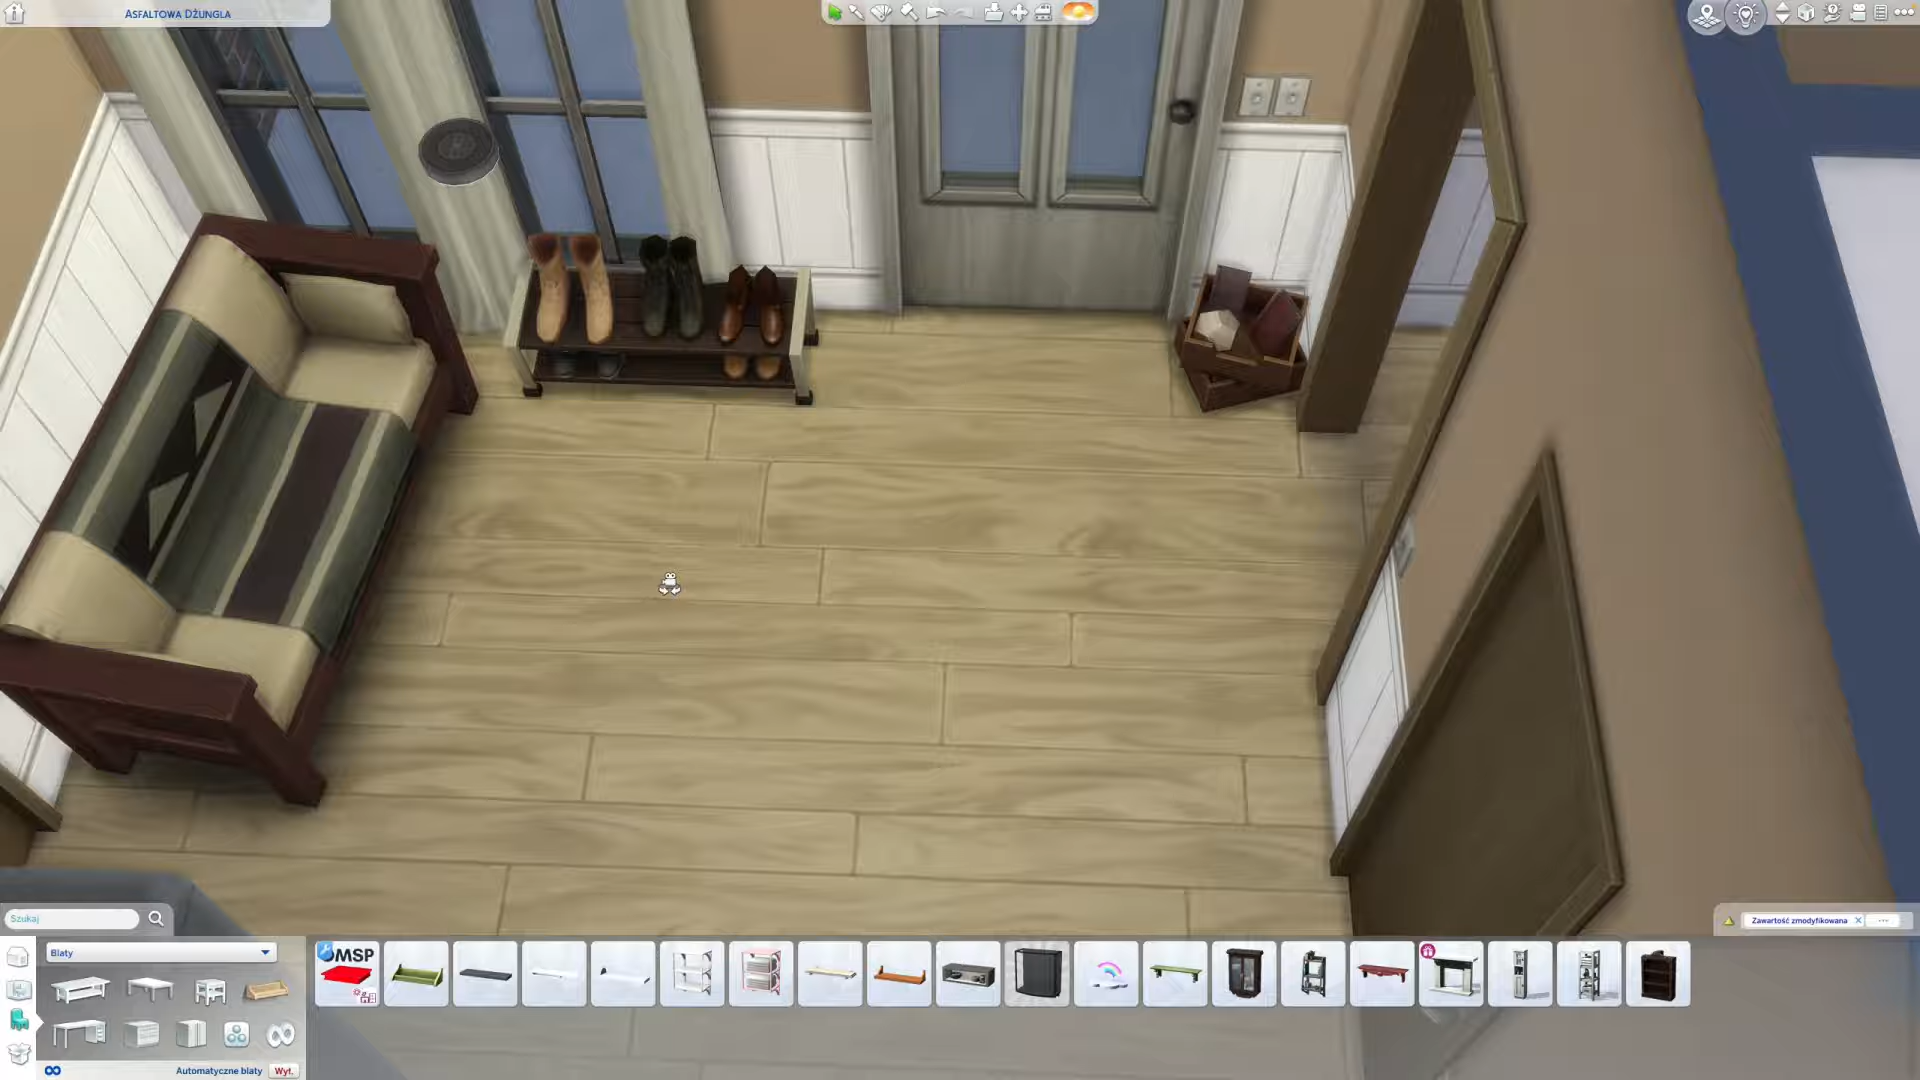 Asfaltowa Dżungla
Szukaj
Zawartość zmodyfikowana
Blaty
MSP
Automatyczne blaty
Wył.